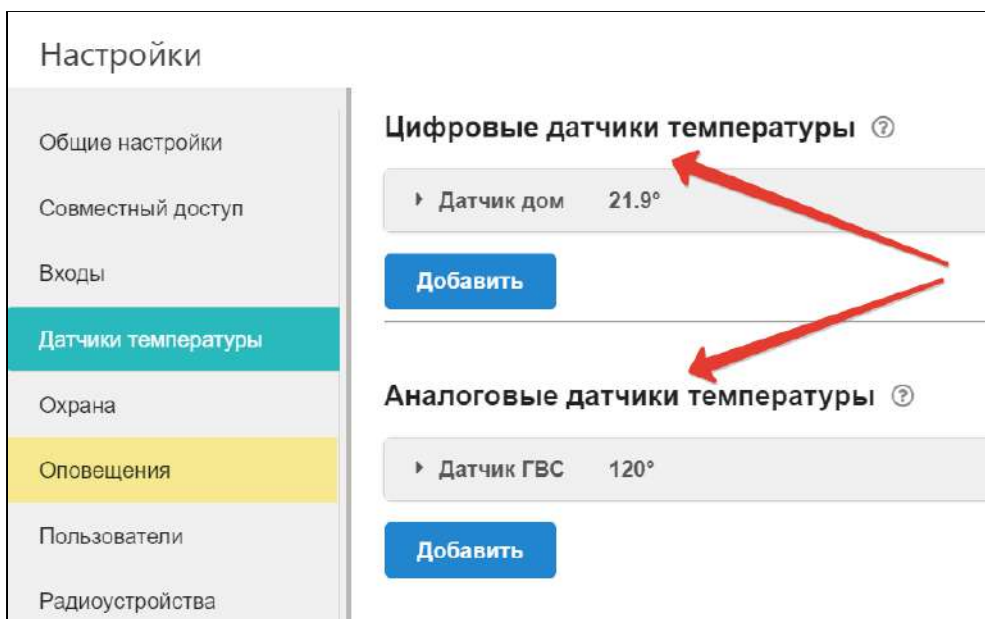 Настройки
Общие настройки
Совместный доступ
Входы
Датчики температуры
Охрана
Оповещения
Пользователи
Радиоустройства
Цифровые датчики температуры ?
Датчик дом 21.9°
Добавить
Аналоговые датчики температуры ?
Датчик ГВС 120°
Добавить